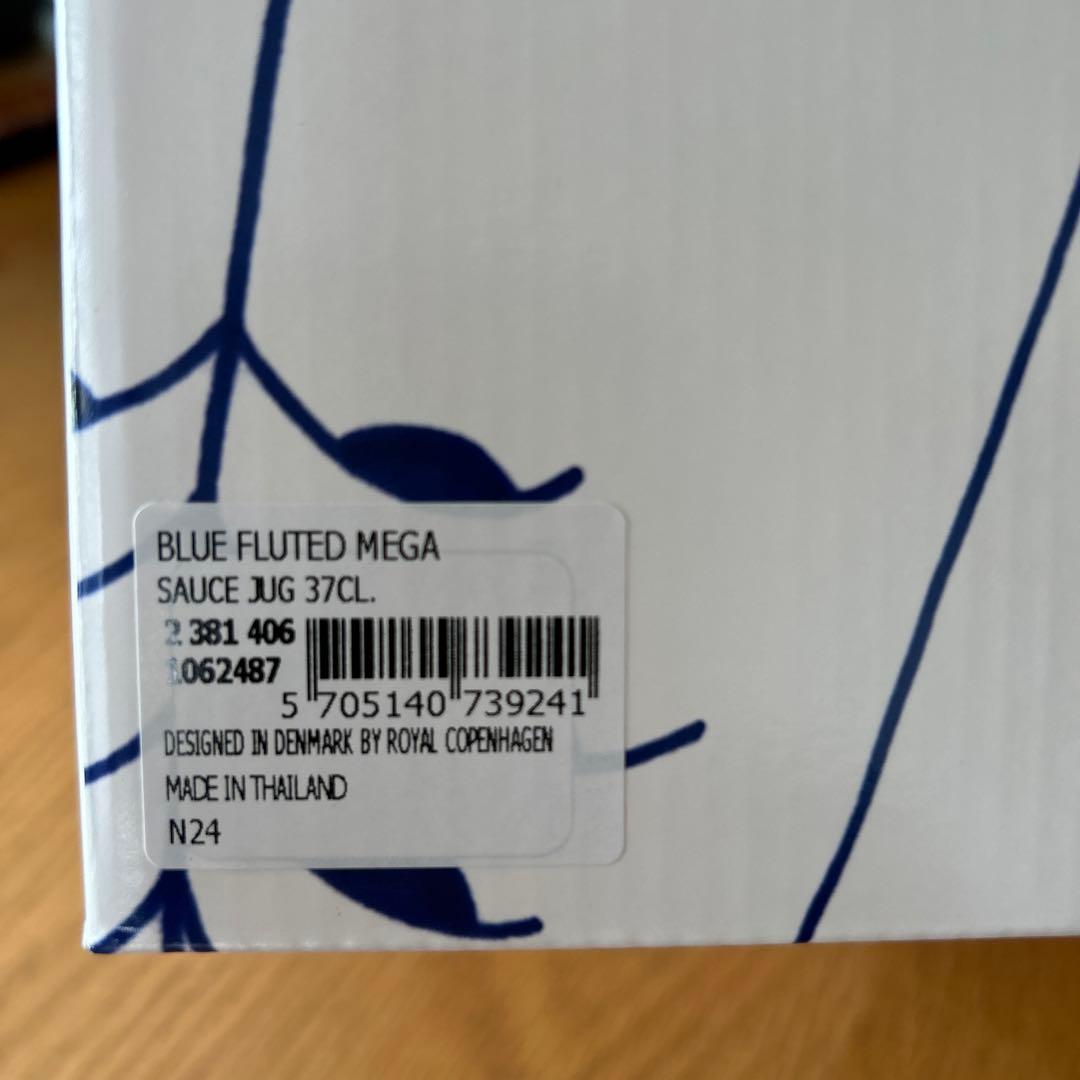 BLUE FLUTED MEGA
SAUCE JUG 37CL.
2 381 406
1062487
5 705140 739241
DESIGNED IN DENMARK BY ROYAL COPENHAGEN
MADE IN THAILAND
N24